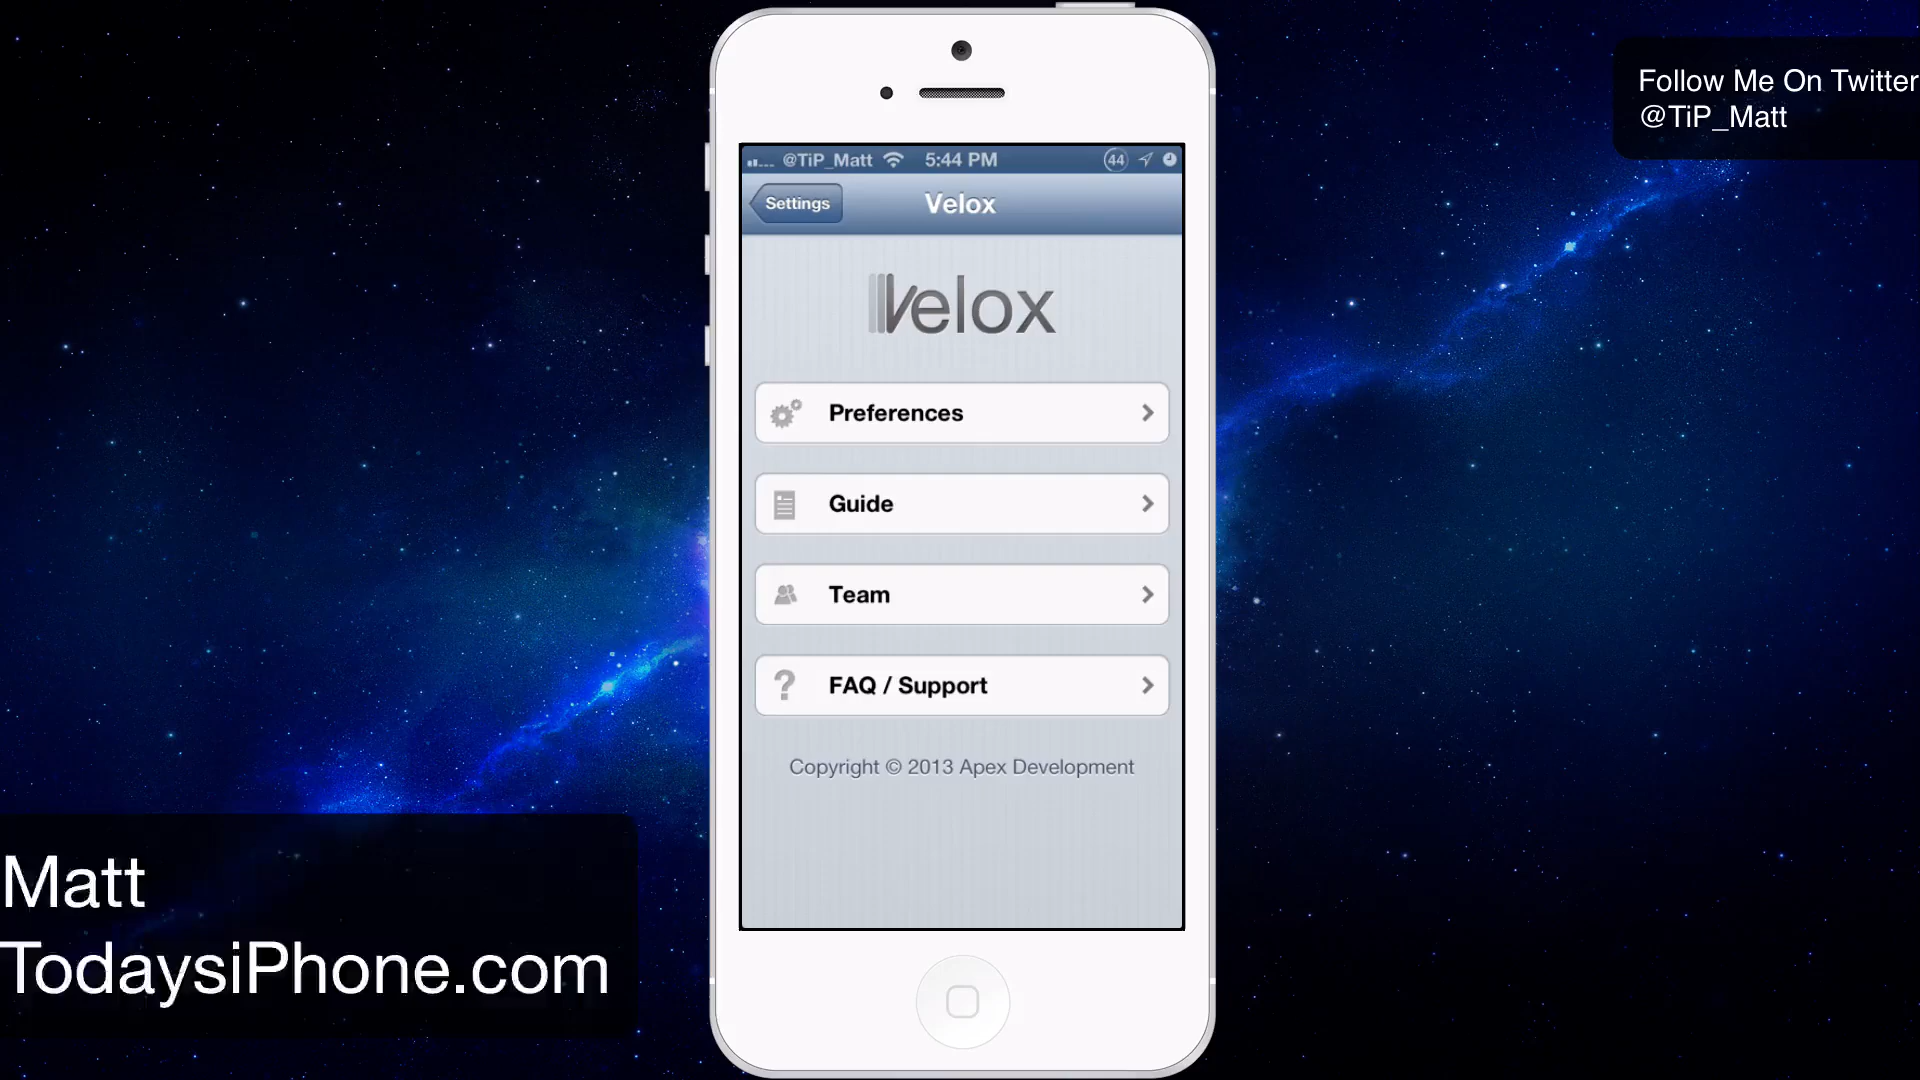 Follow Me On Twitter
@TiP_Matt
@TiP_Matt 5:44 PM 44
Settings Velox
Velox
Preferences
Guide
Team
FAQ / Support
Copyright © 2013 Apex Development
Matt
TodaysiPhone.com